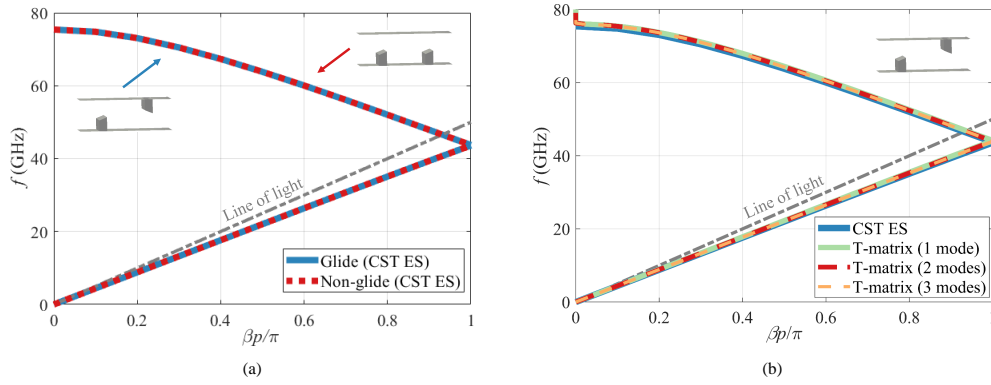 80
60
40
20
0
f (GHz)
Line of light
Glide (CST ES)
Non-glide (CST ES)
0 0.2 0.4 0.6 0.8 1
βp/π
(a)
80
60
40
20
0
f (GHz)
Line of light
CST ES
T-matrix (1 mode)
T-matrix (2 modes)
T-matrix (3 modes)
0 0.2 0.4 0.6 0.8 1
βp/π
(b)